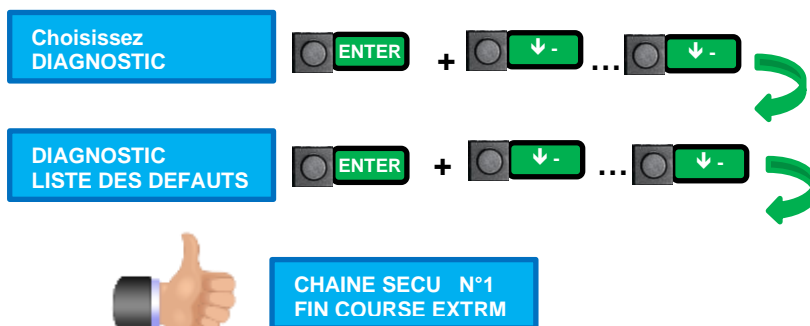 Choisissez
DIAGNOSTIC
ENTER + ↓ - ... ↓ -
DIAGNOSTIC
LISTE DES DEFAUTS
ENTER + ↓ - ... ↓ -
CHAINE SECU N°1
FIN COURSE EXTRM